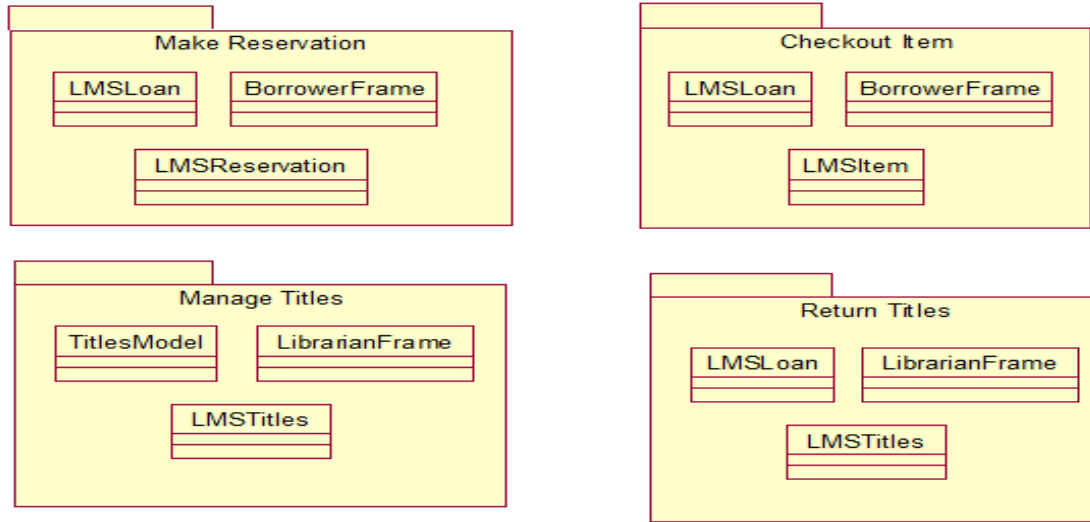 Make Reservation
LMSLoan
BorrowerFrame
LMSReservation
Checkout Item
LMSLoan
BorrowerFrame
LMSItem
Manage Titles
TitlesModel
LibrarianFrame
LMSTitles
Return Titles
LMSLoan
LibrarianFrame
LMSTitles